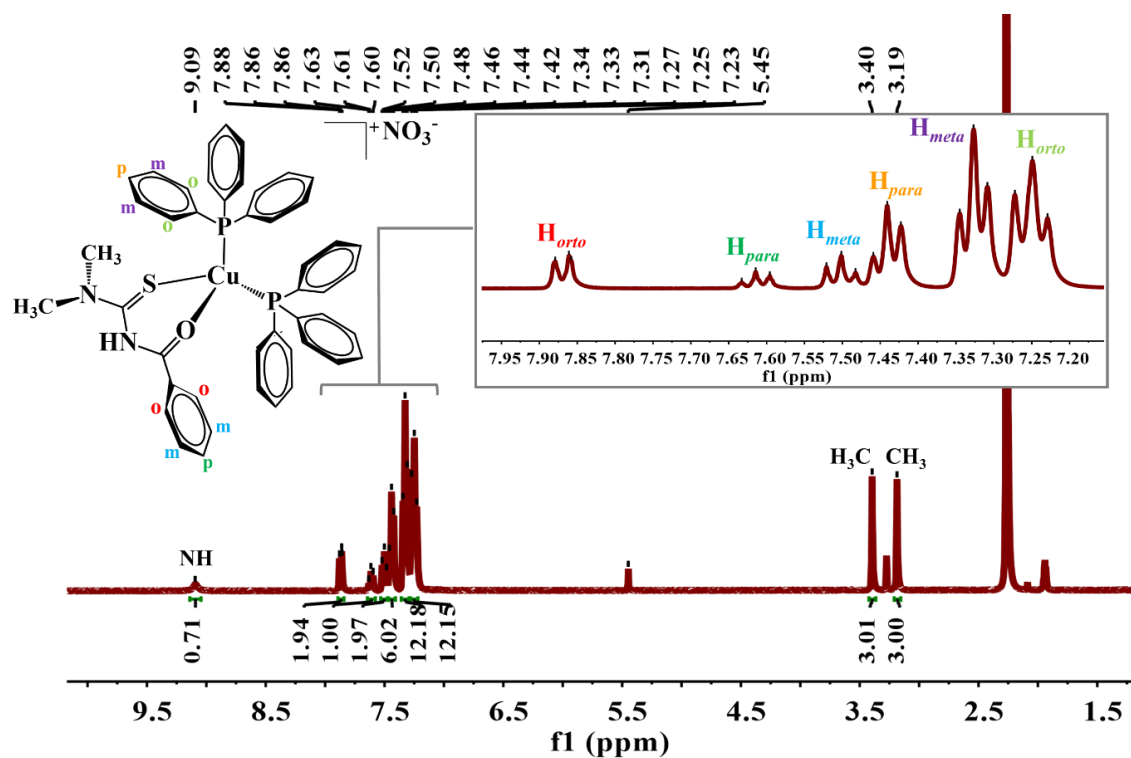 9.09 7.88 7.86 7.86 7.63 7.61 7.60 7.52 7.50 7.48 7.46 7.44 7.42 7.34 7.33 7.31 7.27 7.25 7.23 5.45 3.40 3.19
+ NO3-
p m o
m o
P
CH3
H3C N S Cu P
O
HN
o
o
m
m
p
Hmeta Horto
Hpara
Horto Hpara Hmeta
7.95 7.90 7.85 7.80 7.75 7.70 7.65 7.60 7.55 7.50 7.45 7.40 7.35 7.30 7.25 7.20
f1 (ppm)
H3C CH3
NH
0.71 1.94 1.00 1.97 6.02 12.18 12.15 3.01 3.00
9.5 8.5 7.5 6.5 5.5 4.5 3.5 2.5 1.5
f1 (ppm)